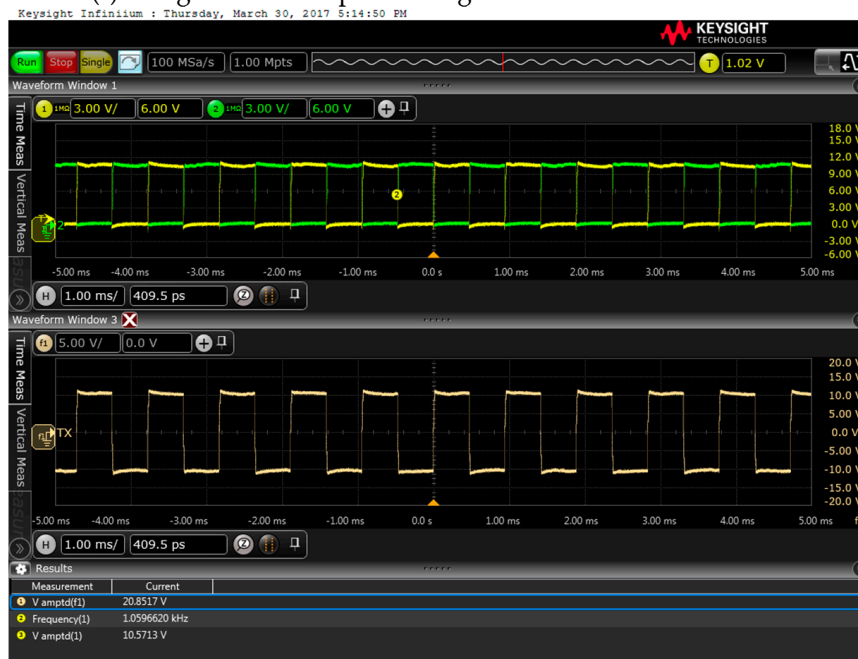 Keysight Infiniium : Thursday, March 30, 2017 5:14:50 PM
KEYSIGHT
TECHNOLOGIES
Run Stop Single 100 MSa/s 1.00 Mpts T 1.02 V
Waveform Window 1
1 1MΩ 3.00 V/ 6.00 V 2 1MΩ 3.00 V/ 6.00 V
Time Meas
Vertical Meas
18.0 V
15.0 V
12.0 V
9.00 V
6.00 V
3.00 V
0.0 V
-3.00 V
-6.00 V
2
2
-5.00 ms -4.00 ms -3.00 ms -2.00 ms -1.00 ms 0.0 s 1.00 ms 2.00 ms 3.00 ms 4.00 ms 5.00 ms
H 1.00 ms/ 409.5 ps
Waveform Window 3
f1 5.00 V/ 0.0 V
Time Meas
Vertical Meas
20.0 V
15.0 V
10.0 V
5.00 V
0.0 V
-5.00 V
-10.0 V
-15.0 V
-20.0 V
TX
-5.00 ms -4.00 ms -3.00 ms -2.00 ms -1.00 ms 0.0 s 1.00 ms 2.00 ms 3.00 ms 4.00 ms 5.00 ms
H 1.00 ms/ 409.5 ps
Results
Measurement Current
1 V amptd(f1) 20.8517 V
2 Frequency(1) 1.0596620 kHz
3 V amptd(1) 10.5713 V